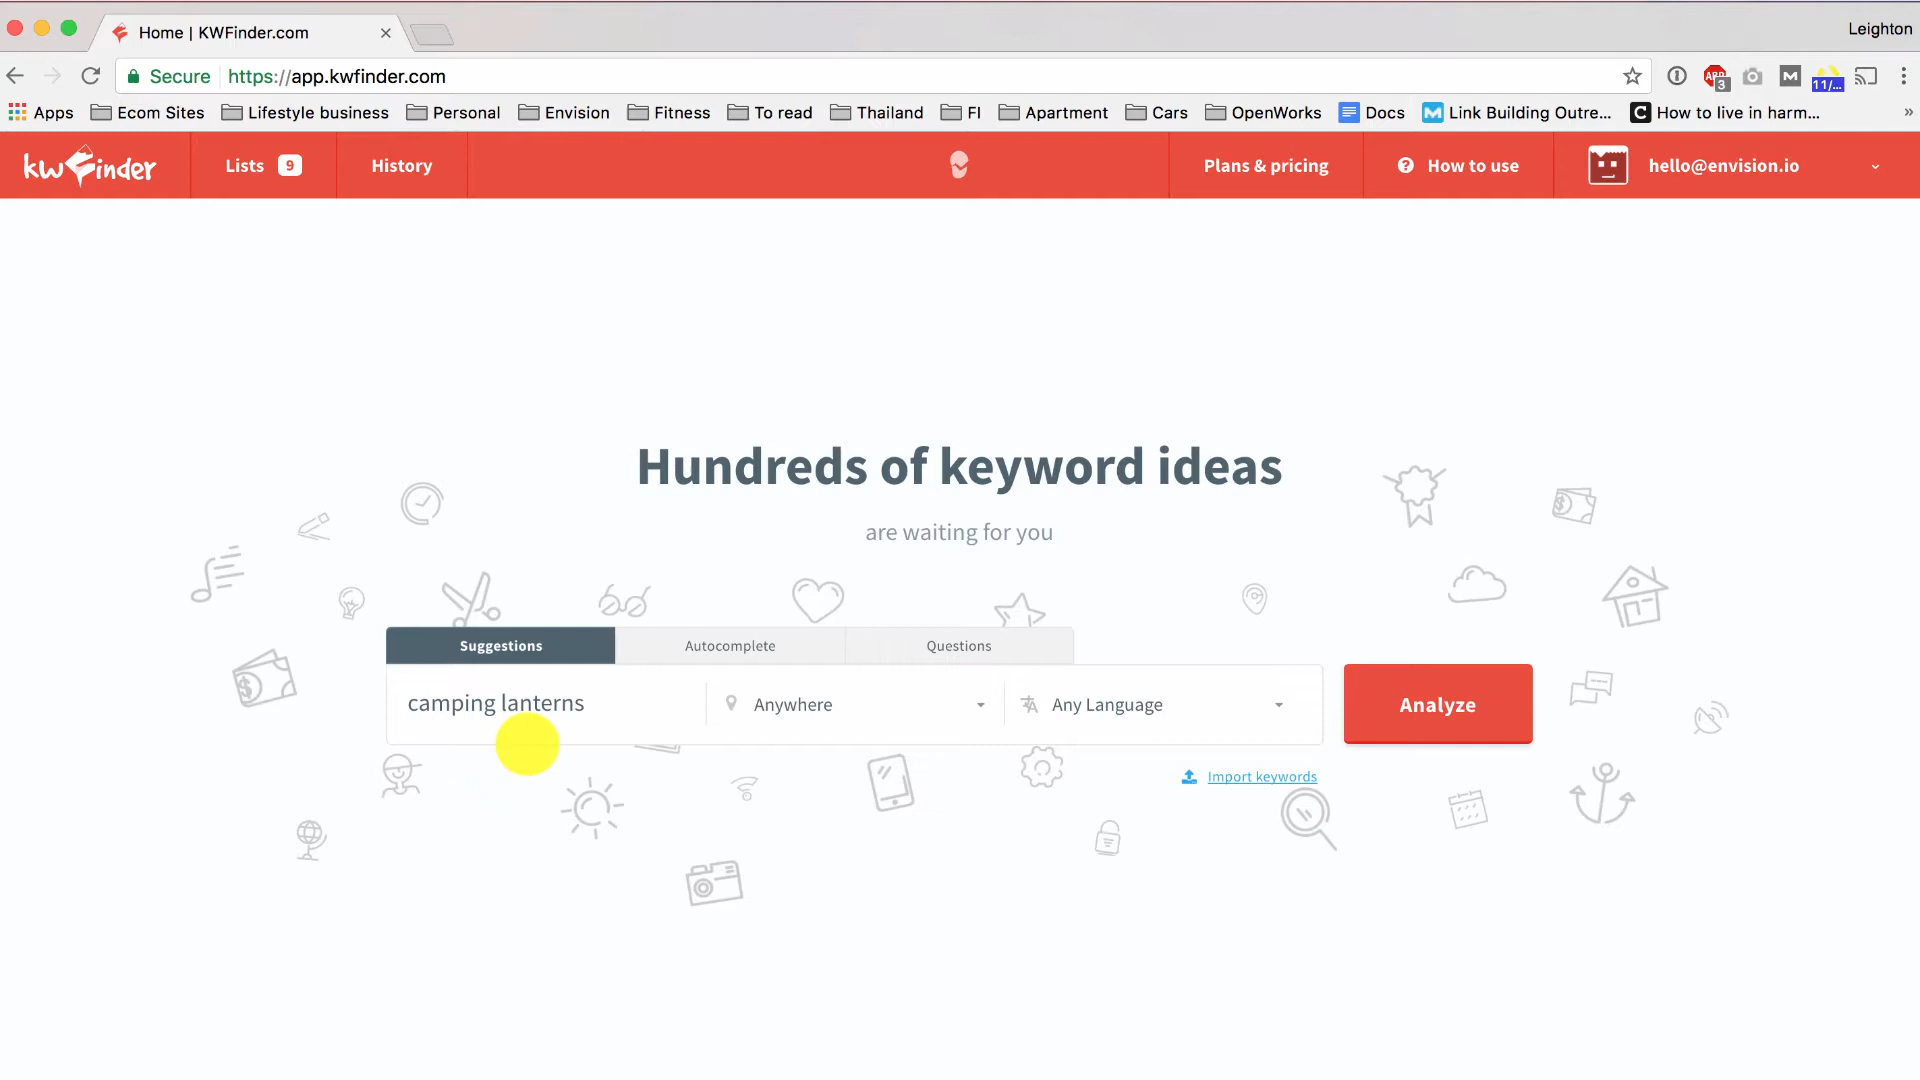 Home | KWFinder.com
Leighton
Secure https://app.kwfinder.com
ABP 3 M 11/...
Apps Ecom Sites Lifestyle business Personal Envision Fitness To read Thailand FI Apartment Cars OpenWorks Docs Link Building Outre... How to live in harm... »
kwfinder Lists 9 History Plans & pricing How to use hello@envision.io
Hundreds of keyword ideas
are waiting for you
Suggestions Autocomplete Questions
camping lanterns Anywhere Any Language Analyze
Import keywords